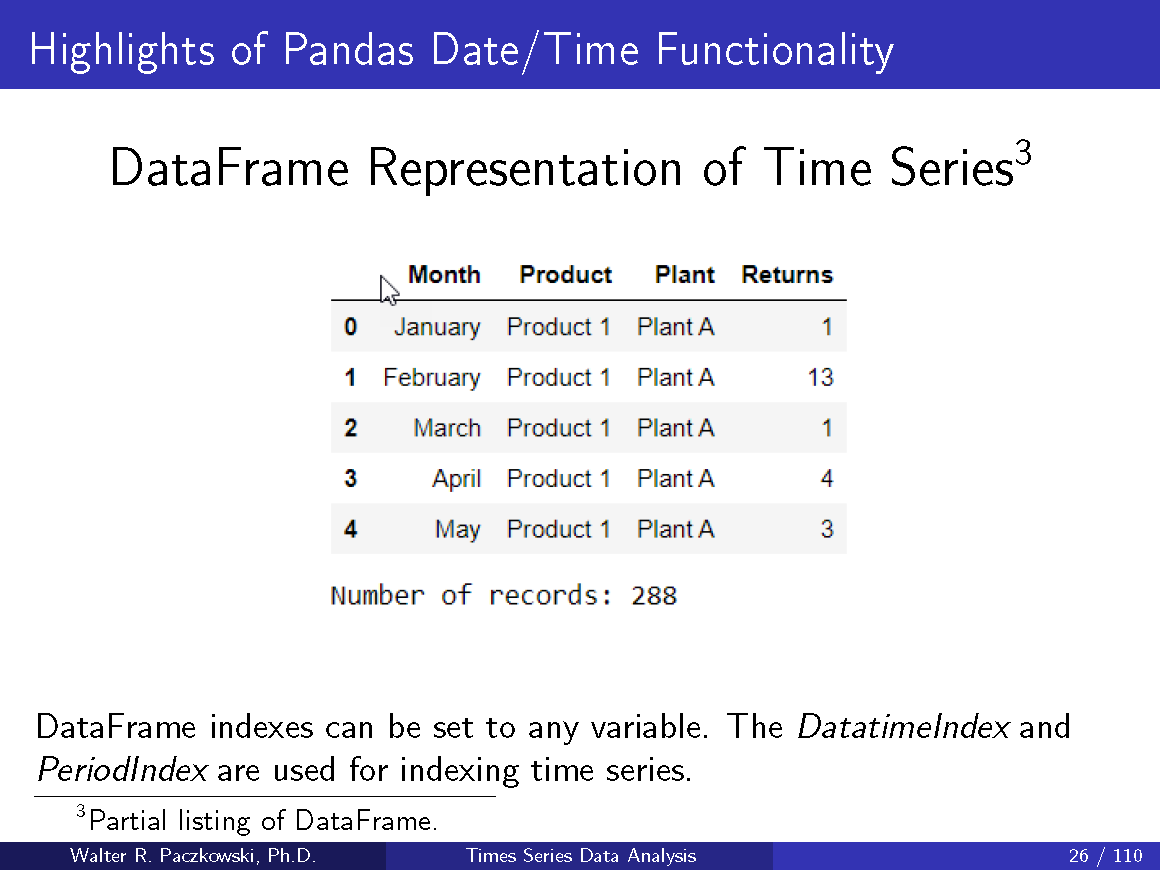 Highlights of Pandas Date/Time Functionality
DataFrame Representation of Time Series3
Month Product Plant Returns
0 January Product 1 Plant A 1
1 February Product 1 Plant A 13
2 March Product 1 Plant A 1
3 April Product 1 Plant A 4
4 May Product 1 Plant A 3
Number of records: 288
DataFrame indexes can be set to any variable. The DatatimeIndex and
PeriodIndex are used for indexing time series.
3Partial listing of DataFrame.
Walter R. Paczkowski, Ph.D. Times Series Data Analysis 26 / 110